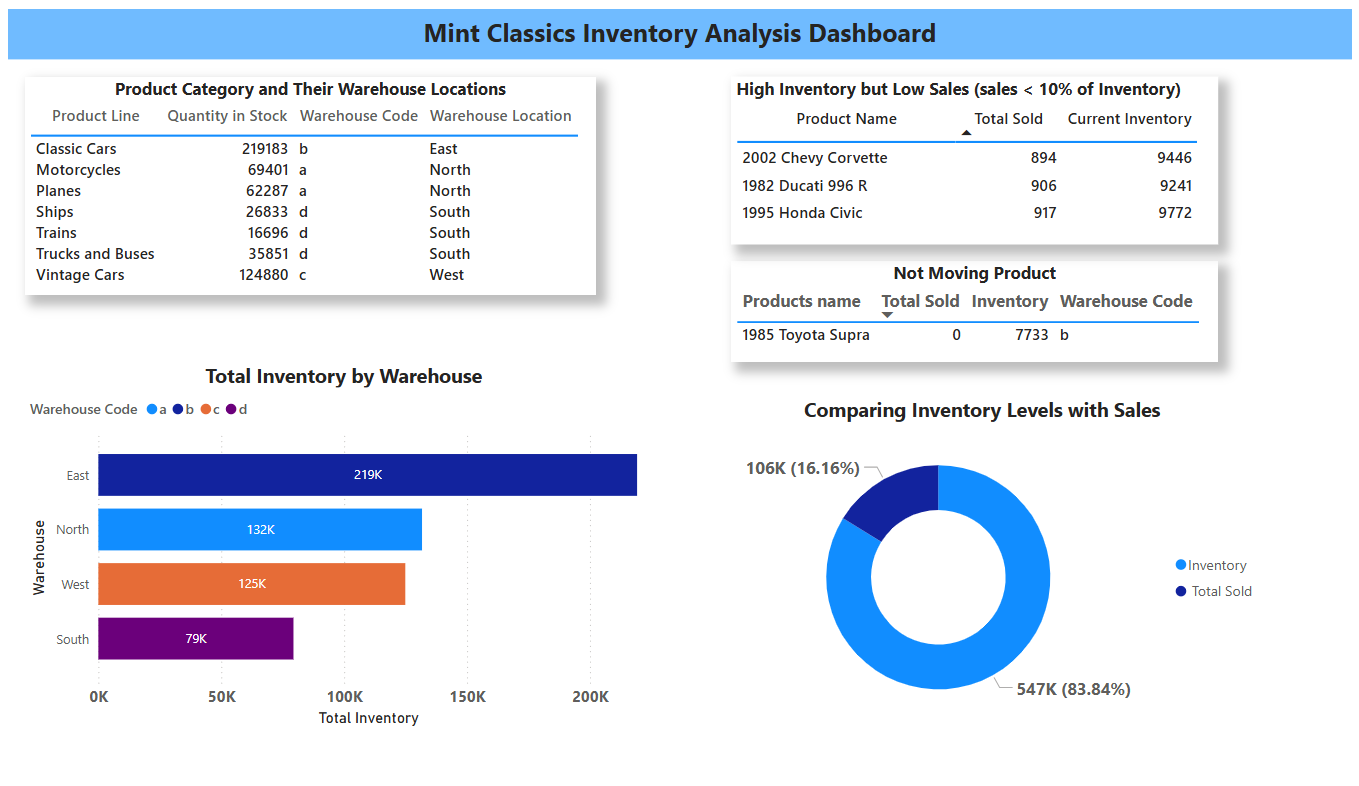 Mint Classics Inventory Analysis Dashboard
Product Category and Their Warehouse Locations
Product Line Quantity in Stock Warehouse Code Warehouse Location
Classic Cars 219183 b East
Motorcycles 69401 a North
Planes 62287 a North
Ships 26833 d South
Trains 16696 d South
Trucks and Buses 35851 d South
Vintage Cars 124880 c West
High Inventory but Low Sales (sales < 10% of Inventory)
Product Name Total Sold Current Inventory
2002 Chevy Corvette 894 9446
1982 Ducati 996 R 906 9241
1995 Honda Civic 917 9772
Not Moving Product
Products name Total Sold Inventory Warehouse Code
1985 Toyota Supra 0 7733 b
Total Inventory by Warehouse
Warehouse Code a b c d
Warehouse
East 219K
North 132K
West 125K
South 79K
0K 50K 100K 150K 200K
Total Inventory
Comparing Inventory Levels with Sales
106K (16.16%)
547K (83.84%)
Inventory
Total Sold